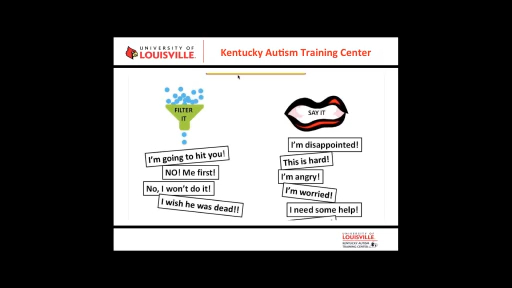 UNIVERSITY OF
LOUISVILLE.
Kentucky Autism Training Center
FILTER
IT
SAY IT
I'm going to hit you!
NO! Me first!
No, I won't do it!
I wish he was dead!!
I'm disappointed!
This is hard!
I'm angry!
I'm worried!
I need some help!
UNIVERSITY OF
LOUISVILLE.
KENTUCKY AUTISM
TRAINING CENTER